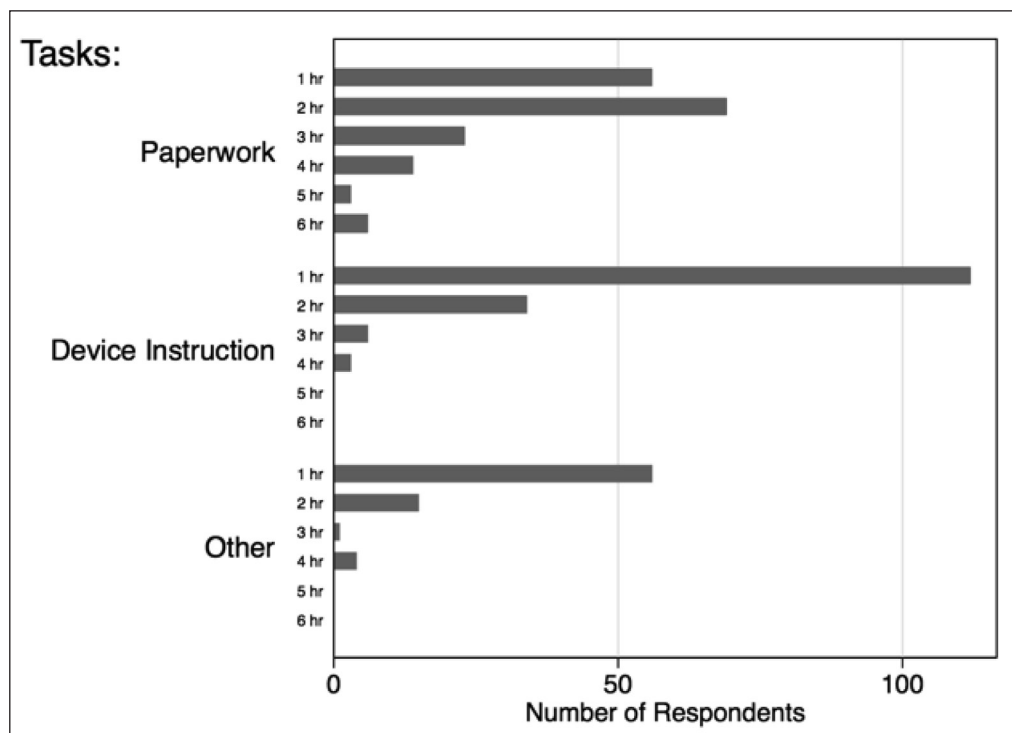 Tasks:
Paperwork
1 hr
2 hr
3 hr
4 hr
5 hr
6 hr
Device Instruction
1 hr
2 hr
3 hr
4 hr
5 hr
6 hr
Other
1 hr
2 hr
3 hr
4 hr
5 hr
6 hr
0 50 100
Number of Respondents